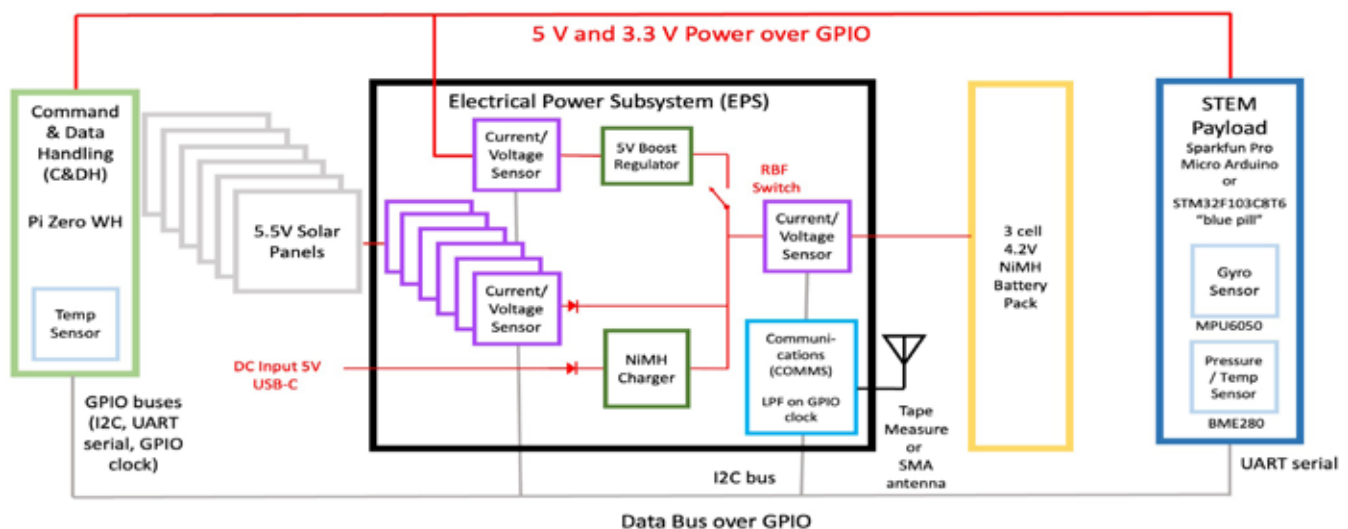 5 V and 3.3 V Power over GPIO
Command
& Data
Handling
(C&DH)
Pi Zero WH
Temp
Sensor
GPIO buses
(I2C, UART
serial, GPIO
clock)
5.5V Solar
Panels
Electrical Power Subsystem (EPS)
Current/
Voltage
Sensor
5V Boost
Regulator
RBF
Switch
Current/
Voltage
Sensor
Current/
Voltage
Sensor
DC Input 5V
USB-C
NiMH
Charger
Communi-
cations
(COMMS)
LPF on GPIO
clock
Tape
Measure
or
SMA
antenna
3 cell
4.2V
NiMH
Battery
Pack
STEM
Payload
Sparkfun Pro
Micro Arduino
or
STM32F103C8T6
“blue pill”
Gyro
Sensor
MPU6050
Pressure
/ Temp
Sensor
BME280
UART serial
I2C bus
Data Bus over GPIO